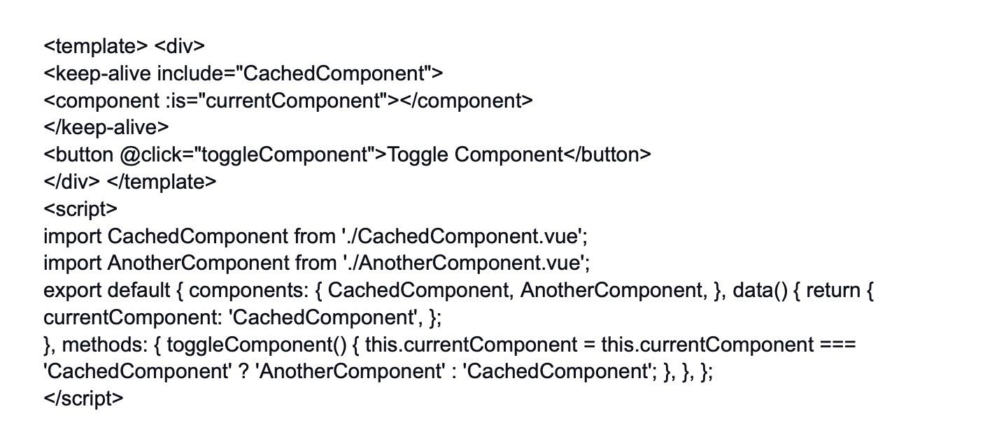 <template> <div>
<keep-alive include="CachedComponent">
<component :is="currentComponent"></component>
</keep-alive>
<button @click="toggleComponent">Toggle Component</button>
</div> </template>
<script>
import CachedComponent from './CachedComponent.vue';
import AnotherComponent from './AnotherComponent.vue';
export default { components: { CachedComponent, AnotherComponent, }, data() { return {
currentComponent: 'CachedComponent', };
}, methods: { toggleComponent() { this.currentComponent = this.currentComponent ===
'CachedComponent' ? 'AnotherComponent' : 'CachedComponent'; }, }, };
</script>